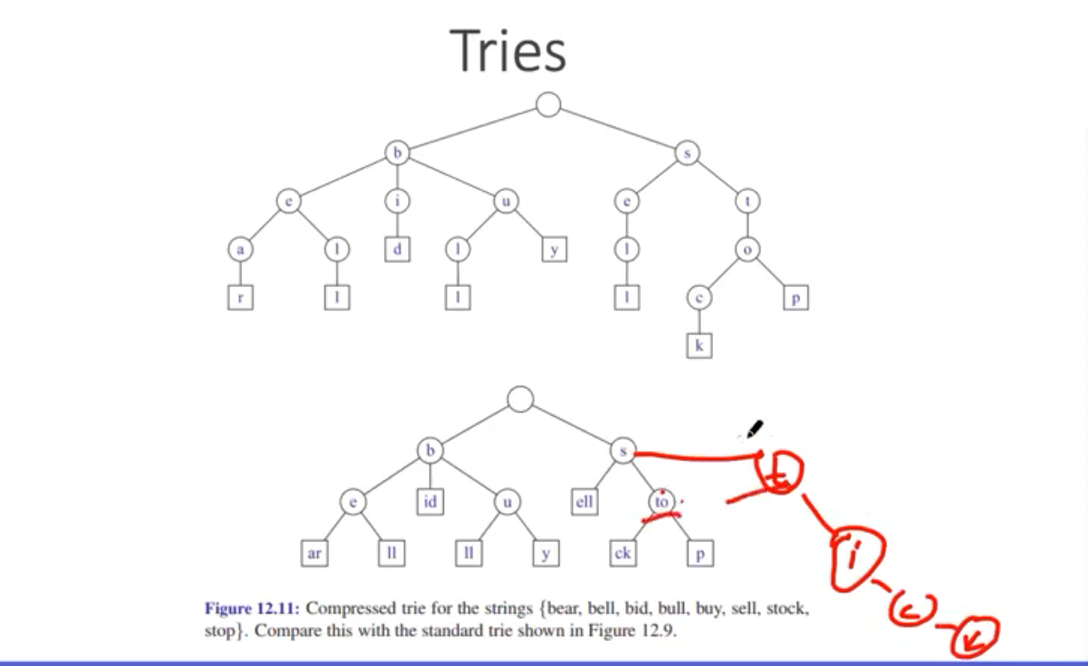 Tries
b s
e i u e t
a l d l y l o
r l l l c p
k
b s t
e id u ell to
ar ll ll y ck p i
Figure 12.11: Compressed trie for the strings {bear, bell, bid, bull, buy, sell, stock,
stop}. Compare this with the standard trie shown in Figure 12.9.
c
k